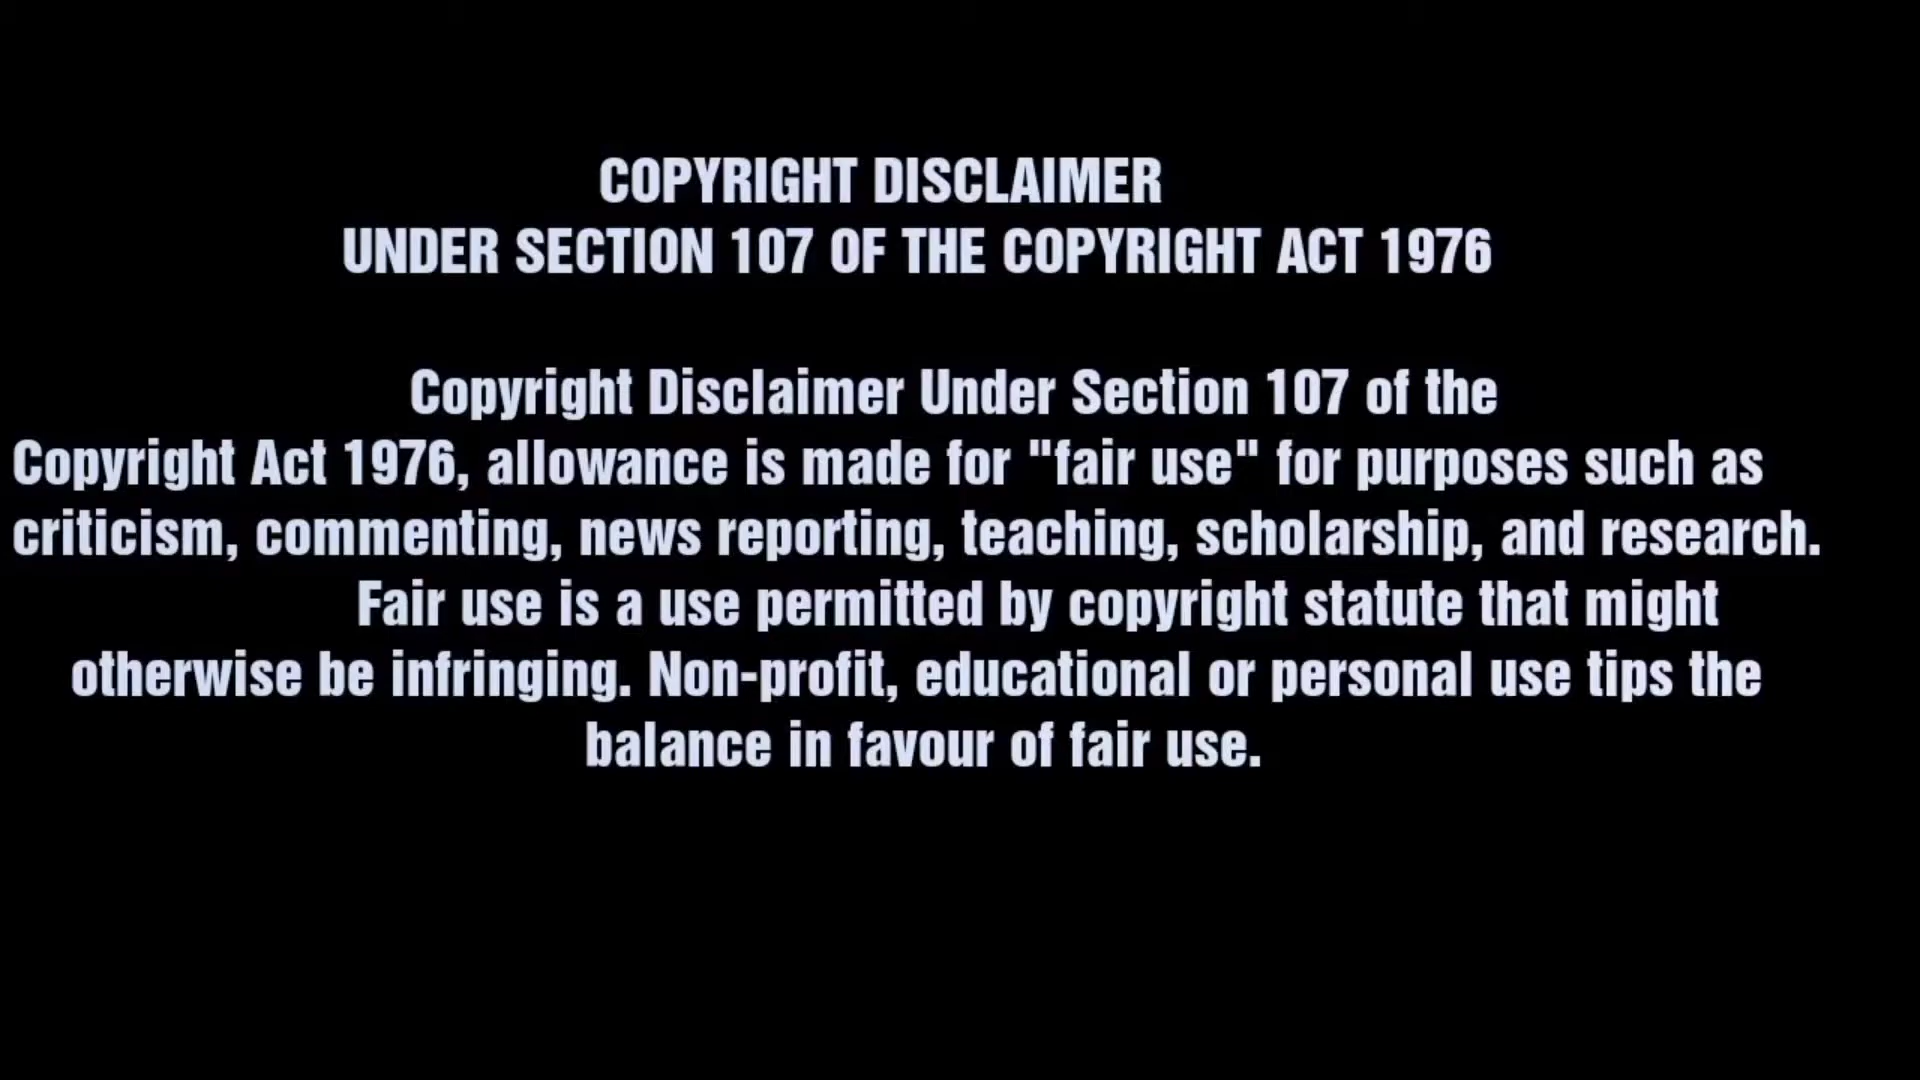 COPYRIGHT DISCLAIMER
UNDER SECTION 107 OF THE COPYRIGHT ACT 1976
Copyright Disclaimer Under Section 107 of the
Copyright Act 1976, allowance is made for "fair use" for purposes such as
criticism, commenting, news reporting, teaching, scholarship, and research.
Fair use is a use permitted by copyright statute that might
otherwise be infringing. Non-profit, educational or personal use tips the
balance in favour of fair use.